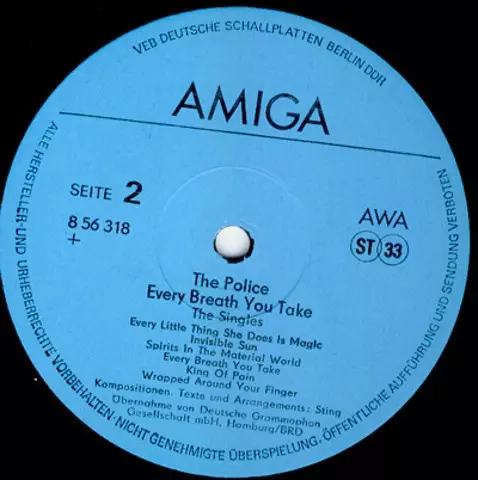 VEB DEUTSCHE SCHALLPLATTEN BERLIN DDR
AMIGA
SEITE 2
8 56 318
+
AWA
ST 33
The Police
Every Breath You Take
The Singles
Every Little Thing She Does Is Magic
Invisible Sun
Spirits In The Material World
Every Breath You Take
King Of Pain
Wrapped Around Your Finger
Kompositionen, Texte und Arrangements: Sting
Übernahme von Deutsche Grammophon
Gesellschaft mbH, Hamburg/BRD
ALLE HERSTELLER-UND URHEBERRECHTE VORBEHALTEN·NICHT GENEHMIGTE ÜBERSPIELUNG, ÖFFENTLICHE AUFFÜHRUNG UND SENDUNG VERBOTEN